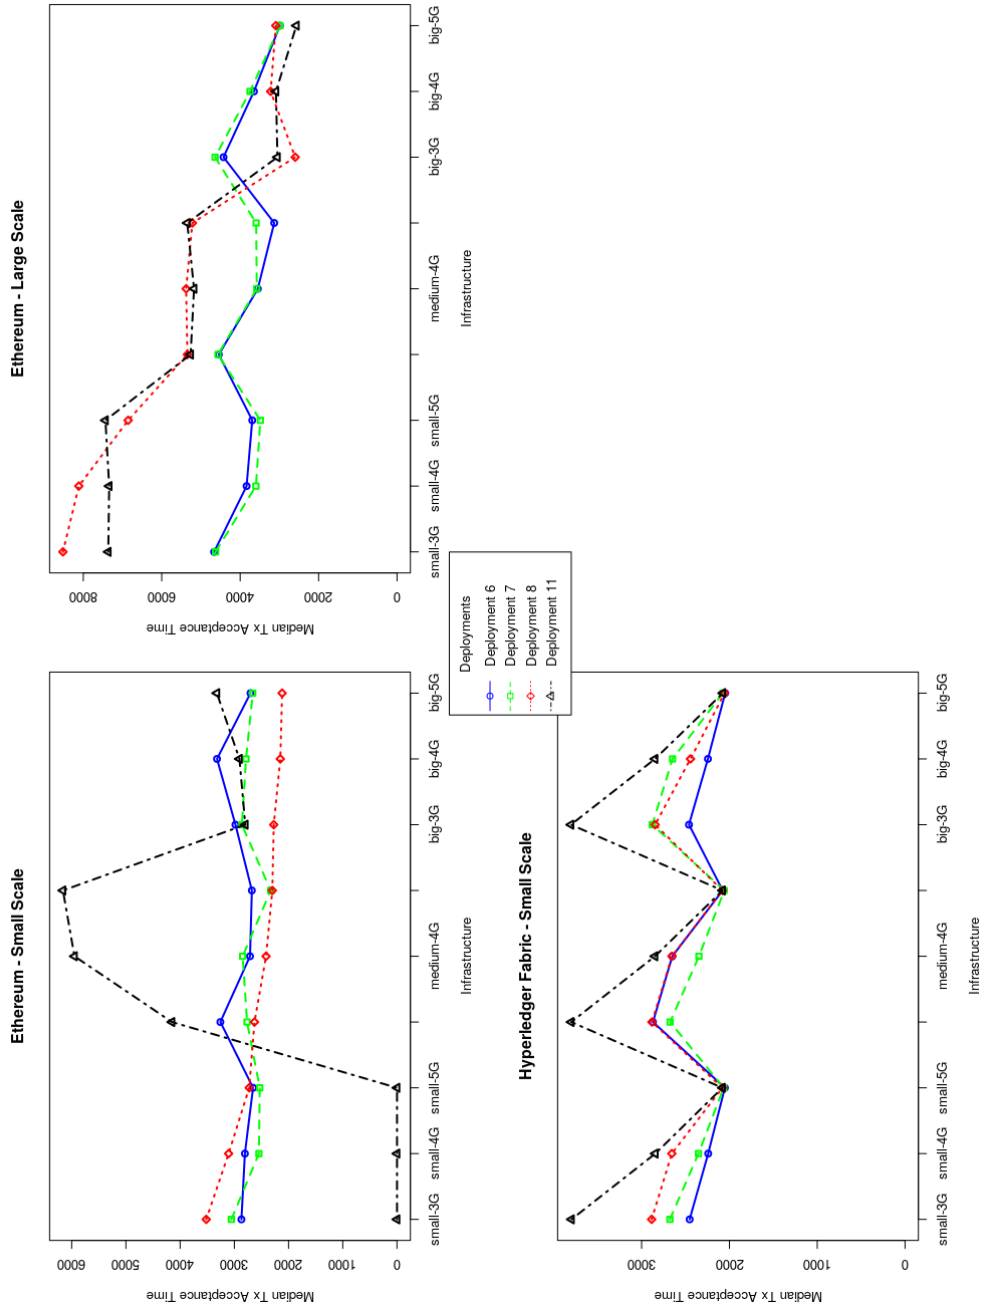 Ethereum - Small Scale
Median Tx Acceptance Time
0 1000 2000 3000 4000 5000 6000
small-3G small-4G small-5G medium-4G big-3G big-4G big-5G
Infrastructure
Ethereum - Large Scale
Median Tx Acceptance Time
0 2000 4000 6000 8000
small-3G small-4G small-5G medium-4G big-3G big-4G big-5G
Infrastructure
Hyperledger Fabric - Small Scale
Median Tx Acceptance Time
0 1000 2000 3000
small-3G small-4G small-5G medium-4G big-3G big-4G big-5G
Infrastructure
Deployments
Deployment 6
Deployment 7
Deployment 8
Deployment 11